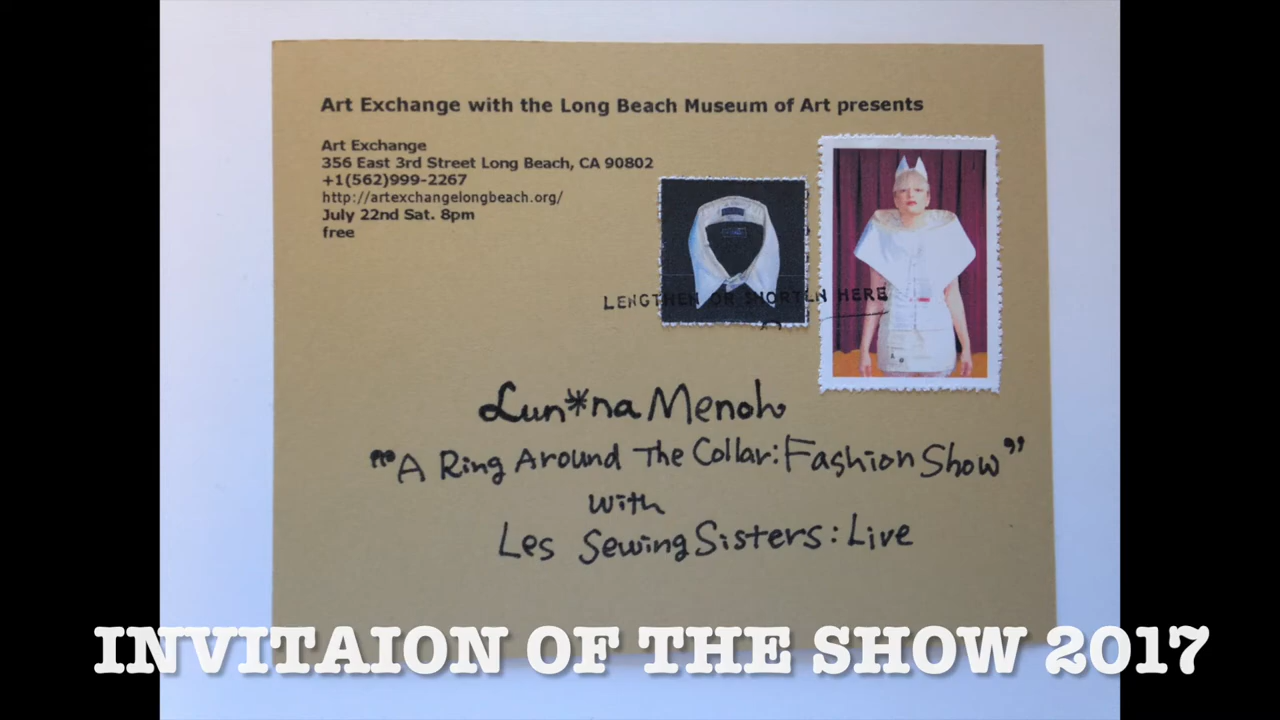 Art Exchange with the Long Beach Museum of Art presents
Art Exchange
356 East 3rd Street Long Beach, CA 90802
+1(562)999-2267
http://artexchangelongbeach.org/
July 22nd Sat. 8pm
free
LENGTHEN OR SHORTEN HERE
Lun*na Menoh
"A Ring Around The Collar: Fashion Show"
with
Les Sewing Sisters: Live
INVITAION OF THE SHOW 2017